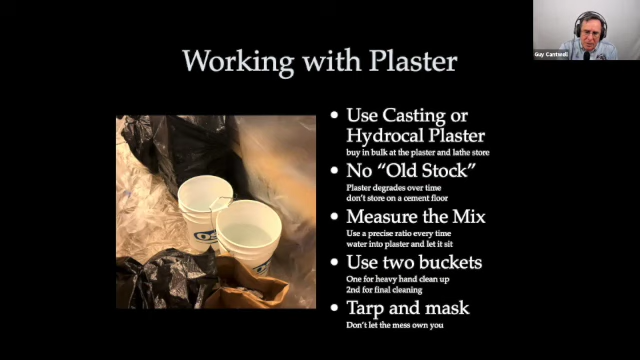 Guy Cantwell
Working with Plaster
• Use Casting or
Hydrocal Plaster
buy in bulk at the plaster and lathe store
• No “Old Stock”
Plaster degrades over time
don’t store on a cement floor
• Measure the Mix
Use a precise ratio every time
water into plaster and let it sit
• Use two buckets
One for heavy hand clean up
2nd for final cleaning
• Tarp and mask
Don’t let the mess own you